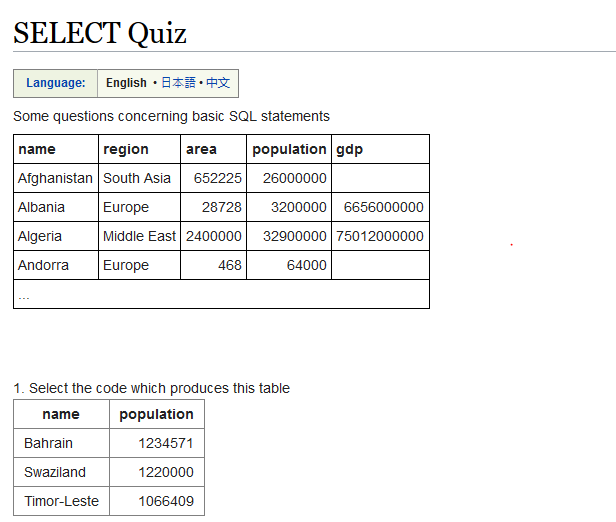 SELECT Quiz
Language: English • 日本語 • 中文
Some questions concerning basic SQL statements
name region area population gdp
Afghanistan South Asia 652225 26000000
Albania Europe 28728 3200000 6656000000
Algeria Middle East 2400000 32900000 75012000000
Andorra Europe 468 64000
...
1. Select the code which produces this table
name population
Bahrain 1234571
Swaziland 1220000
Timor-Leste 1066409